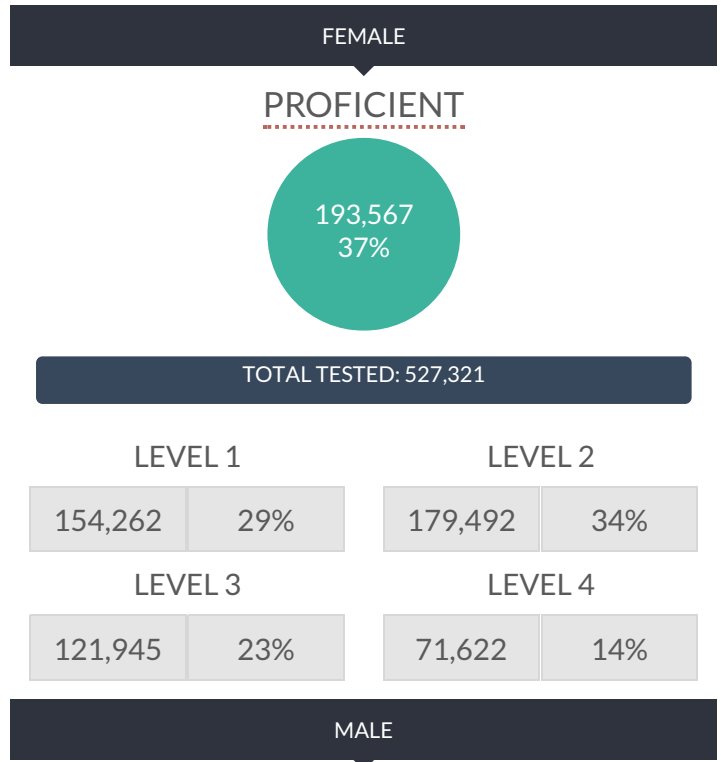 FEMALE
PROFICIENT
193,567
37%
TOTAL TESTED: 527,321
LEVEL 1 LEVEL 2
154,262 29% 179,492 34%
LEVEL 3 LEVEL 4
121,945 23% 71,622 14%
MALE